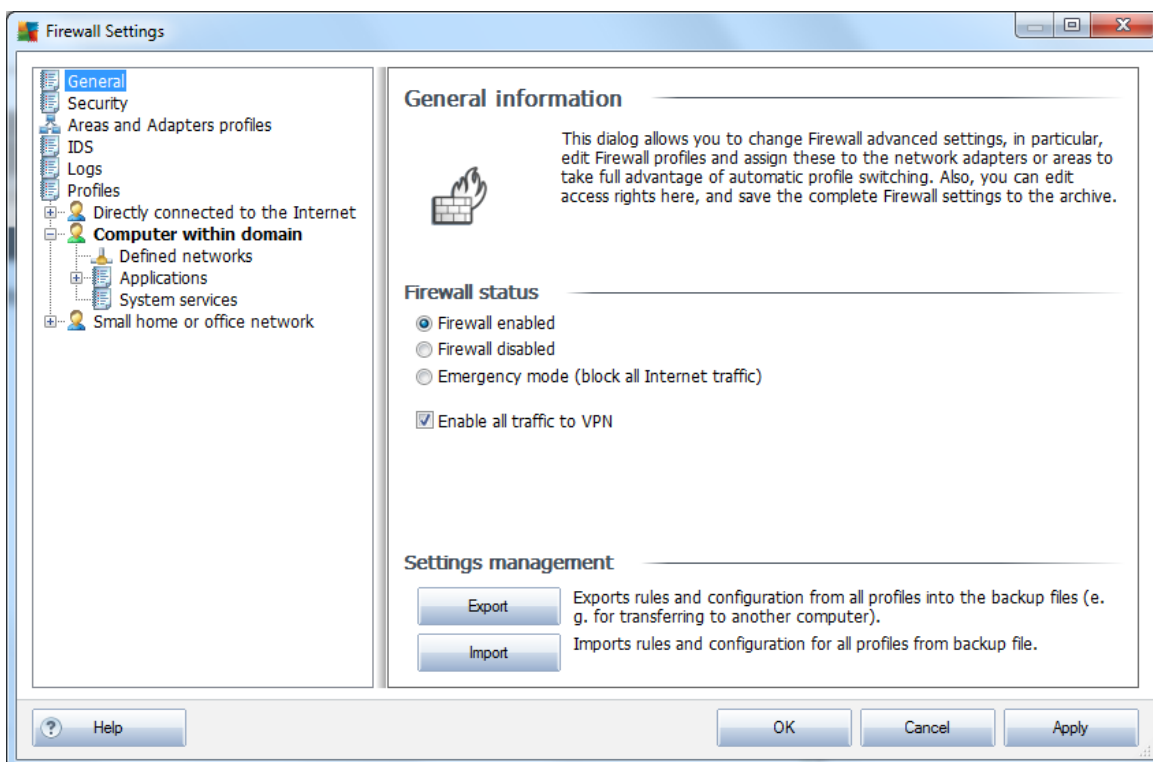 Firewall Settings
General
Security
Areas and Adapters profiles
IDS
Logs
Profiles
Directly connected to the Internet
Computer within domain
Defined networks
Applications
System services
Small home or office network
General information
This dialog allows you to change Firewall advanced settings, in particular,
edit Firewall profiles and assign these to the network adapters or areas to
take full advantage of automatic profile switching. Also, you can edit
access rights here, and save the complete Firewall settings to the archive.
Firewall status
Firewall enabled
Firewall disabled
Emergency mode (block all Internet traffic)
Enable all traffic to VPN
Settings management
Export
Exports rules and configuration from all profiles into the backup files (e.
g. for transferring to another computer).
Import
Imports rules and configuration for all profiles from backup file.
? Help
OK
Cancel
Apply